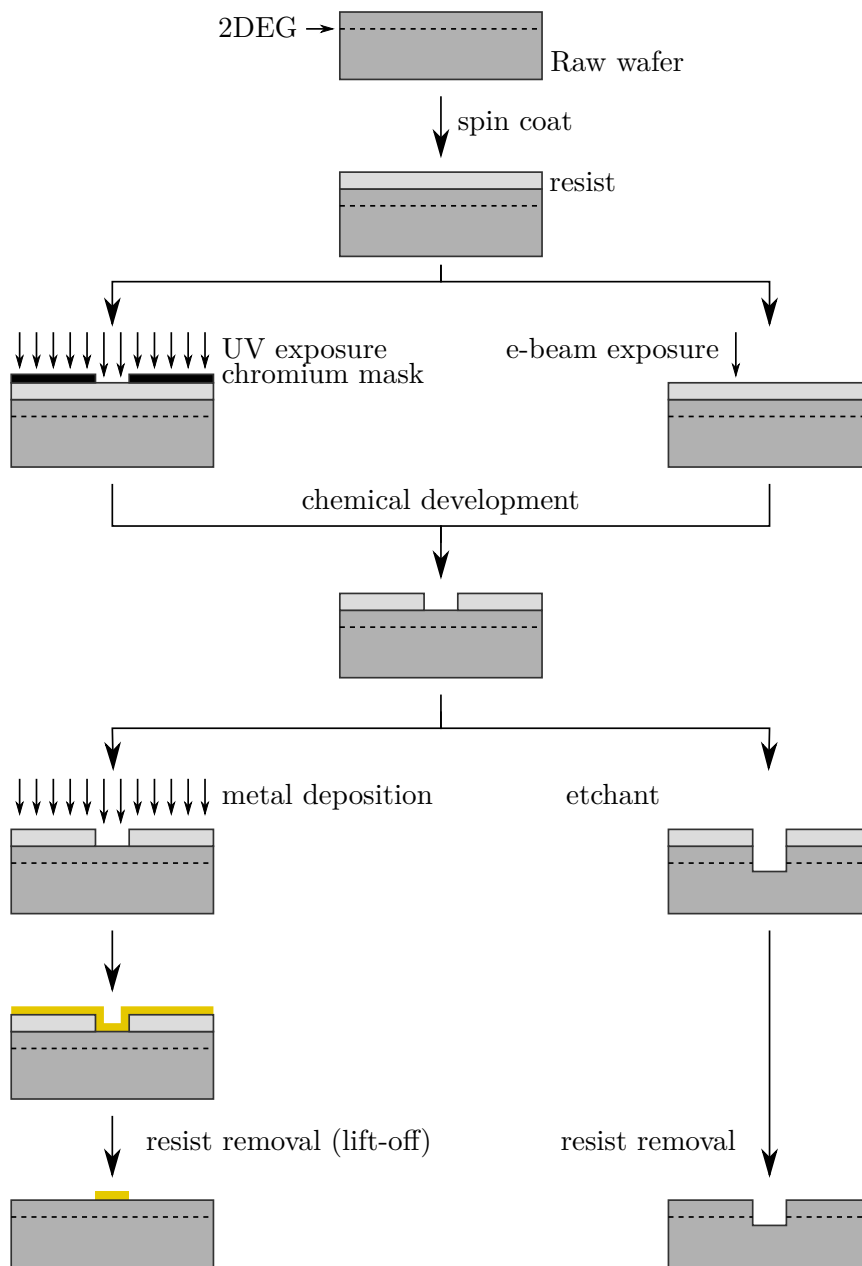 2DEG
Raw wafer
spin coat
resist
UV exposure
chromium mask
e-beam exposure
chemical development
metal deposition
etchant
resist removal (lift-off)
resist removal